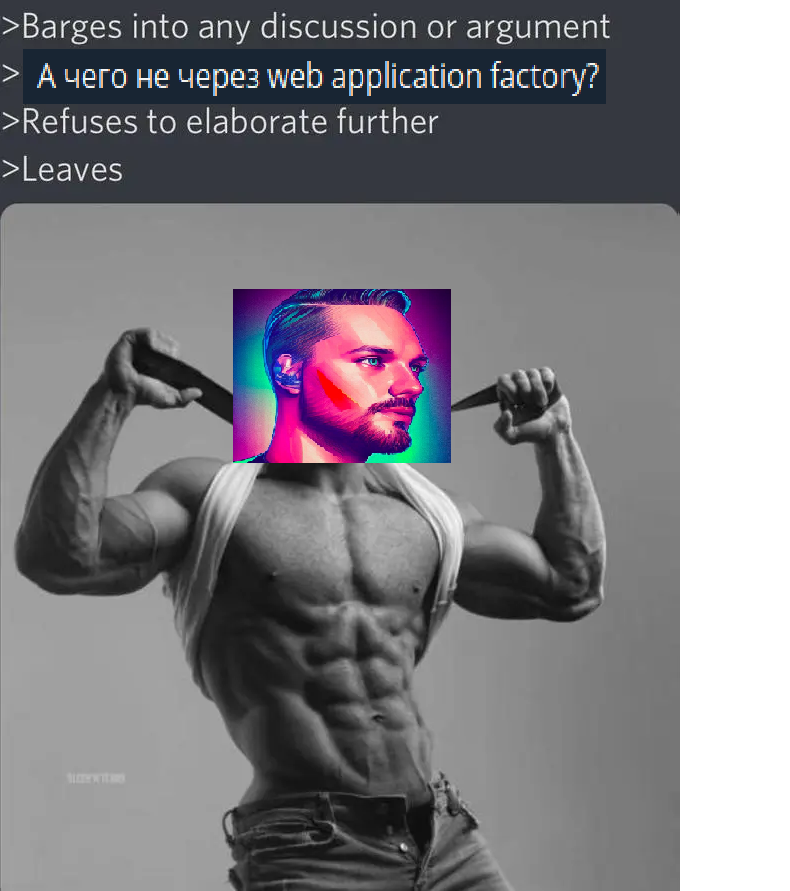 >Barges into any discussion or argument
> А чего не через web application factory?
>Refuses to elaborate further
>Leaves